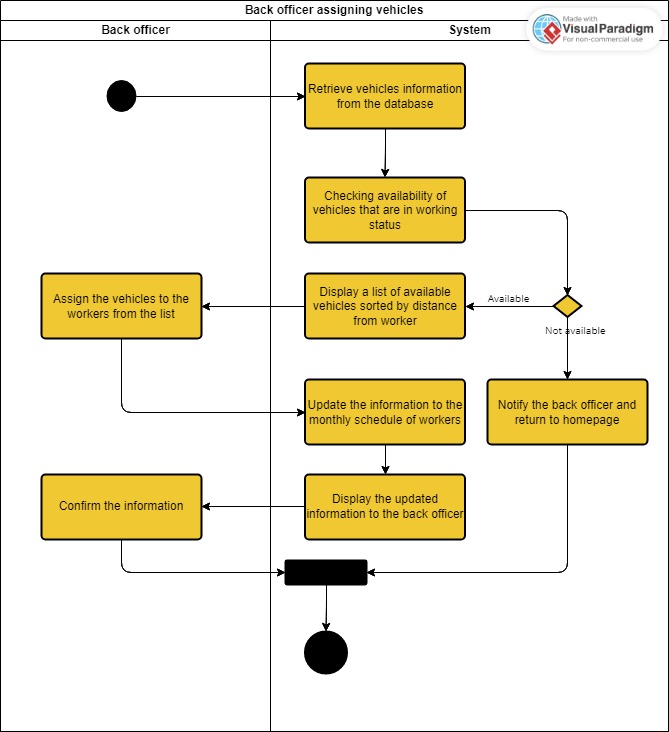 Back officer assigning vehicles
Back officer
System
Made with
VisualParadigm
For non-commercial use
Retrieve vehicles information
from the database
Checking availability of
vehicles that are in working
status
Assign the vehicles to the
workers from the list
Display a list of available
vehicles sorted by distance
from worker
Available
Not available
Update the information to the
monthly schedule of workers
Notify the back officer and
return to homepage
Confirm the information
Display the updated
information to the back officer